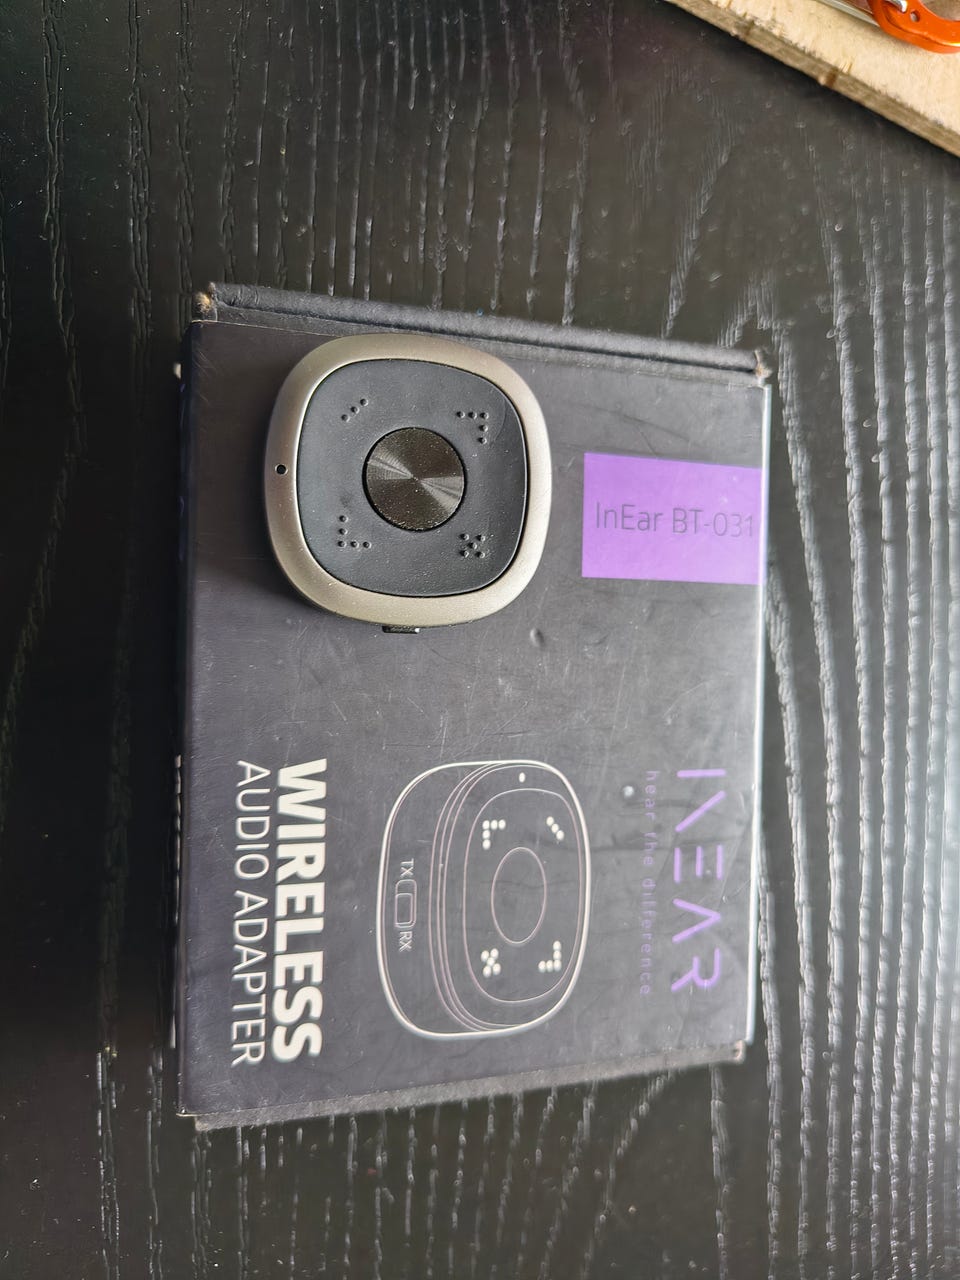 INEAR
hear the difference
InEar BT-031
TX RX
WIRELESS
AUDIO ADAPTER